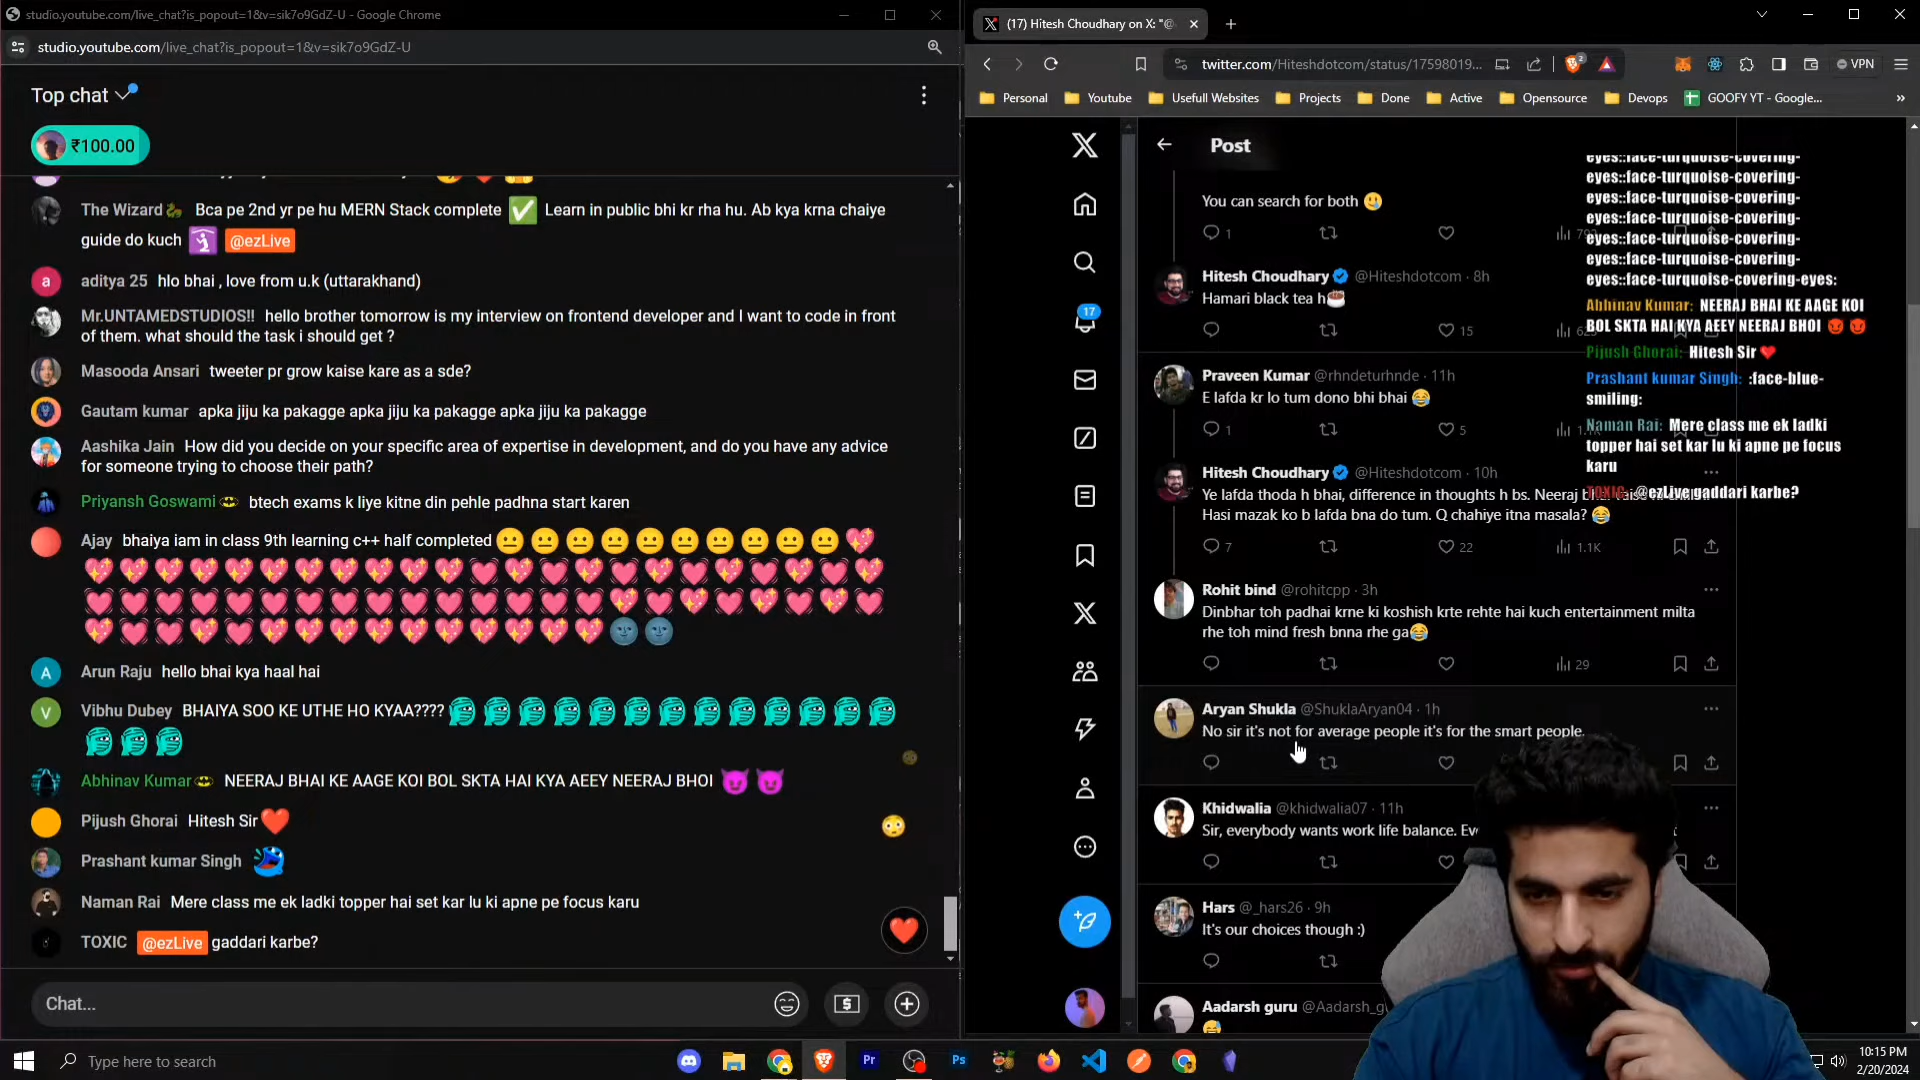 studio.youtube.com/live_chat?is_popout=1&v=sik7o9GdZ-U - Google Chrome
studio.youtube.com/live_chat?is_popout=1&v=sik7o9GdZ-U
Top chat
₹100.00
The Wizard Bca pe 2nd yr pe hu MERN Stack complete Learn in public bhi kr rha hu. Ab kya krna chaiye
guide do kuch @ezLive
a aditya 25 hlo bhai , love from u.k (uttarakhand)
Mr.UNTAMEDSTUDIOS!! hello brother tomorrow is my interview on frontend developer and I want to code in front
of them. what should the task i should get ?
Masooda Ansari tweeter pr grow kaise kare as a sde?
Gautam kumar apka jiju ka pakagge apka jiju ka pakagge apka jiju ka pakagge
Aashika Jain How did you decide on your specific area of expertise in development, and do you have any advice
for someone trying to choose their path?
Priyansh Goswami btech exams k liye kitne din pehle padhna start karen
Ajay bhaiya iam in class 9th learning c++ half completed
A Arun Raju hello bhai kya haal hai
V Vibhu Dubey BHAIYA SOO KE UTHE HO KYAA????
Abhinav Kumar NEERAJ BHAI KE AAGE KOI BOL SKTA HAI KYA AEEY NEERAJ BHOI
Pijush Ghorai Hitesh Sir
Prashant kumar Singh
Naman Rai Mere class me ek ladki topper hai set kar lu ki apne pe focus karu
TOXIC @ezLive gaddari karbe?
Chat...
(17) Hitesh Choudhary on X: "@
twitter.com/Hiteshdotcom/status/17598019...
2
VPN
Personal Youtube Usefull Websites Projects Done Active Opensource Devops GOOFY YT - Google... »
17
Post
You can search for both
1
Hitesh Choudhary @Hiteshdotcom · 8h
Hamari black tea h
15
Praveen Kumar @rhndeturhnde · 11h
E lafda kr lo tum dono bhi bhai
1 5
Hitesh Choudhary @Hiteshdotcom · 10h
Ye lafda thoda h bhai, difference in thoughts h bs. Neeraj
Hasi mazak ko b lafda bna do tum. Q chahiye itna masala?
7 22 1.1K
Rohit bind @rohitcpp · 3h
Dinbhar toh padhai krne ki koshish krte rehte hai kuch entertainment milta
rhe toh mind fresh bnna rhe ga
29
Aryan Shukla @ShuklaAryan04 · 1h
No sir it's not for average people it's for the smart people.
Khidwalia @khidwalia07 · 11h
Sir, everybody wants work life balance.
Hars @_hars26 · 9h
It's our choices though :)
Aadarsh guru
eyes::face-turquoise-covering-
eyes::face-turquoise-covering-
eyes::face-turquoise-covering-
eyes::face-turquoise-covering-
eyes::face-turquoise-covering-
eyes::face-turquoise-covering-
eyes::face-turquoise-covering-eyes:
Abhinav Kumar: NEERAJ BHAI KE AAGE KOI
BOL SKTA HAI KYA AEEY NEERAJ BHOI
Pijush Ghorai: Hitesh Sir
Prashant kumar Singh: :face-blue-
smiling:
Naman Rai: Mere class me ek ladki
topper hai set kar lu ki apne pe focus
karu
TOXIC: @ezLive gaddari karbe?
Type here to search
Pr
Ps
10:15 PM
2/20/2024